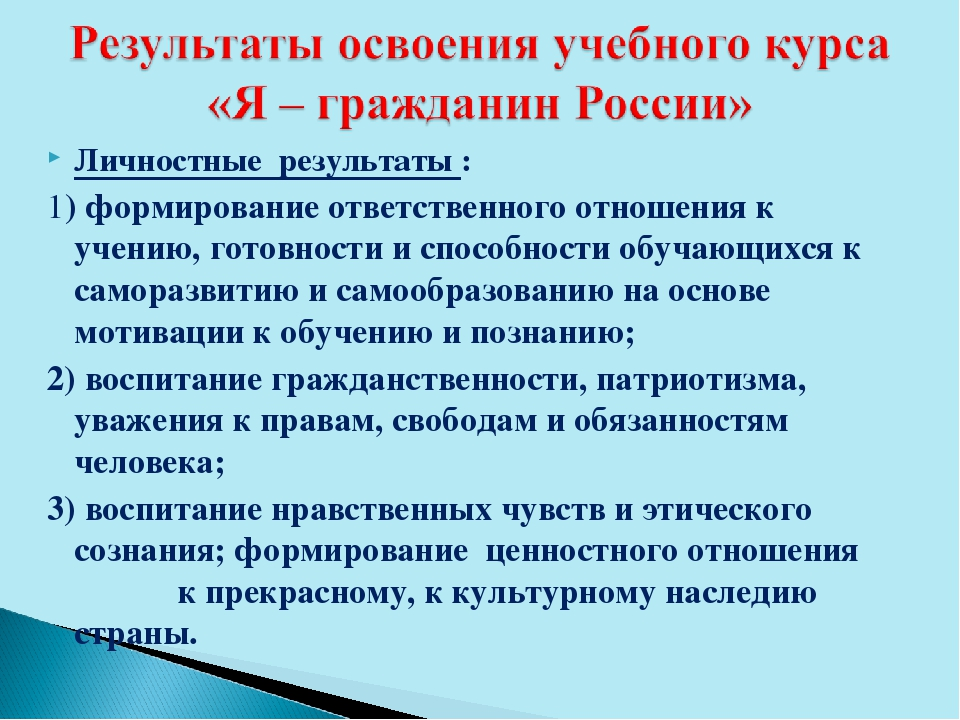 Результаты освоения учебного курса
«Я – гражданин России»
Личностные результаты :
1) формирование ответственного отношения к
учению, готовности и способности обучающихся к
саморазвитию и самообразованию на основе
мотивации к обучению и познанию;
2) воспитание гражданственности, патриотизма,
уважения к правам, свободам и обязанностям
человека;
3) воспитание нравственных чувств и этического
сознания; формирование ценностного отношения
к прекрасному, к культурному наследию
страны.